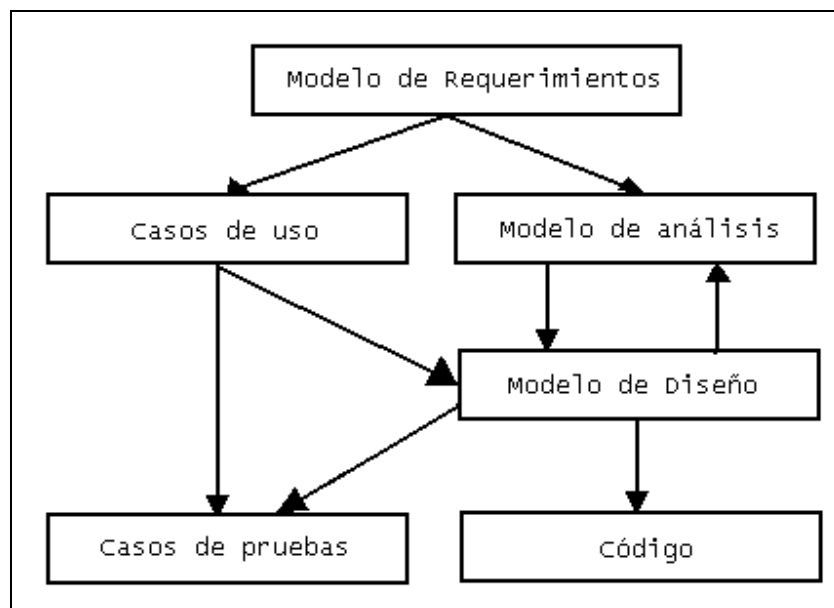 Modelo de Requerimientos
Casos de uso
Modelo de análisis
Modelo de Diseño
Casos de pruebas
Código